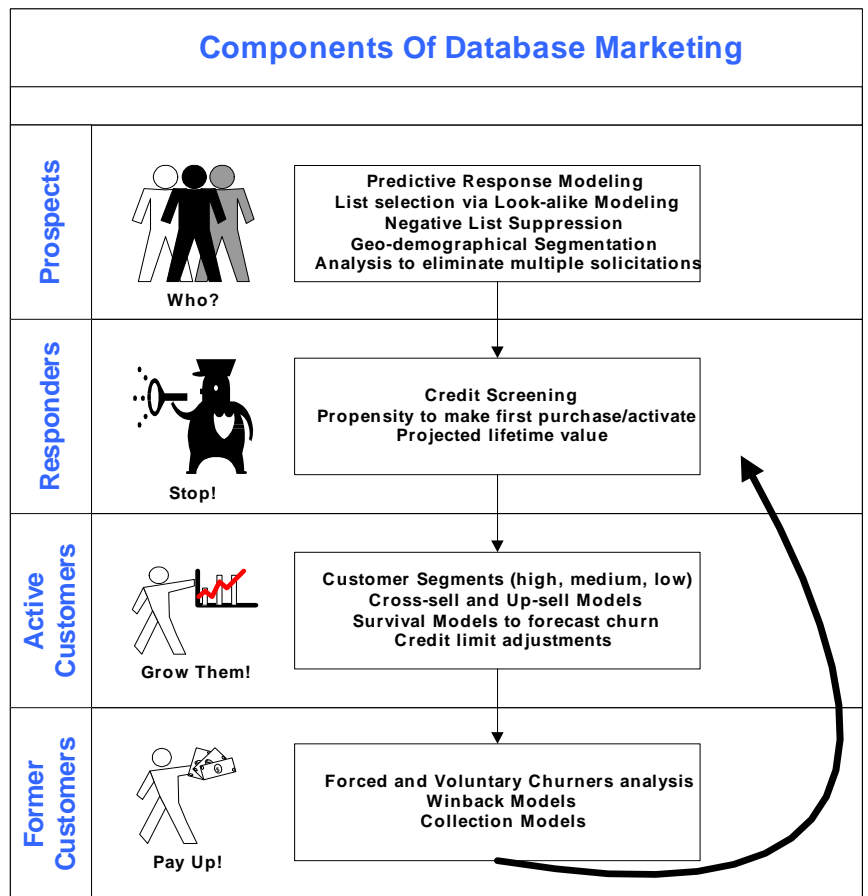 Components Of Database Marketing
Prospects
Who?
Predictive Response Modeling
List selection via Look-alike Modeling
Negative List Suppression
Geo-demographical Segmentation
Analysis to eliminate multiple solicitations
Responders
Stop!
Credit Screening
Propensity to make first purchase/activate
Projected lifetime value
Active
Customers
Grow Them!
Customer Segments (high, medium, low)
Cross-sell and Up-sell Models
Survival Models to forecast churn
Credit limit adjustments
Former
Customers
Pay Up!
Forced and Voluntary Churners analysis
Winback Models
Collection Models